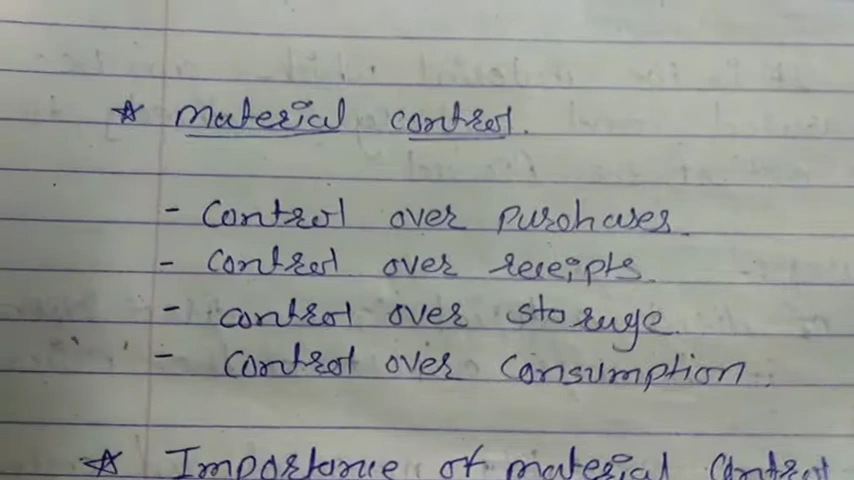 ☆ Material control.
- Control over purchases.
- Control over receipts.
- control over storage.
- Control over consumption.
☆ Importance of material Control